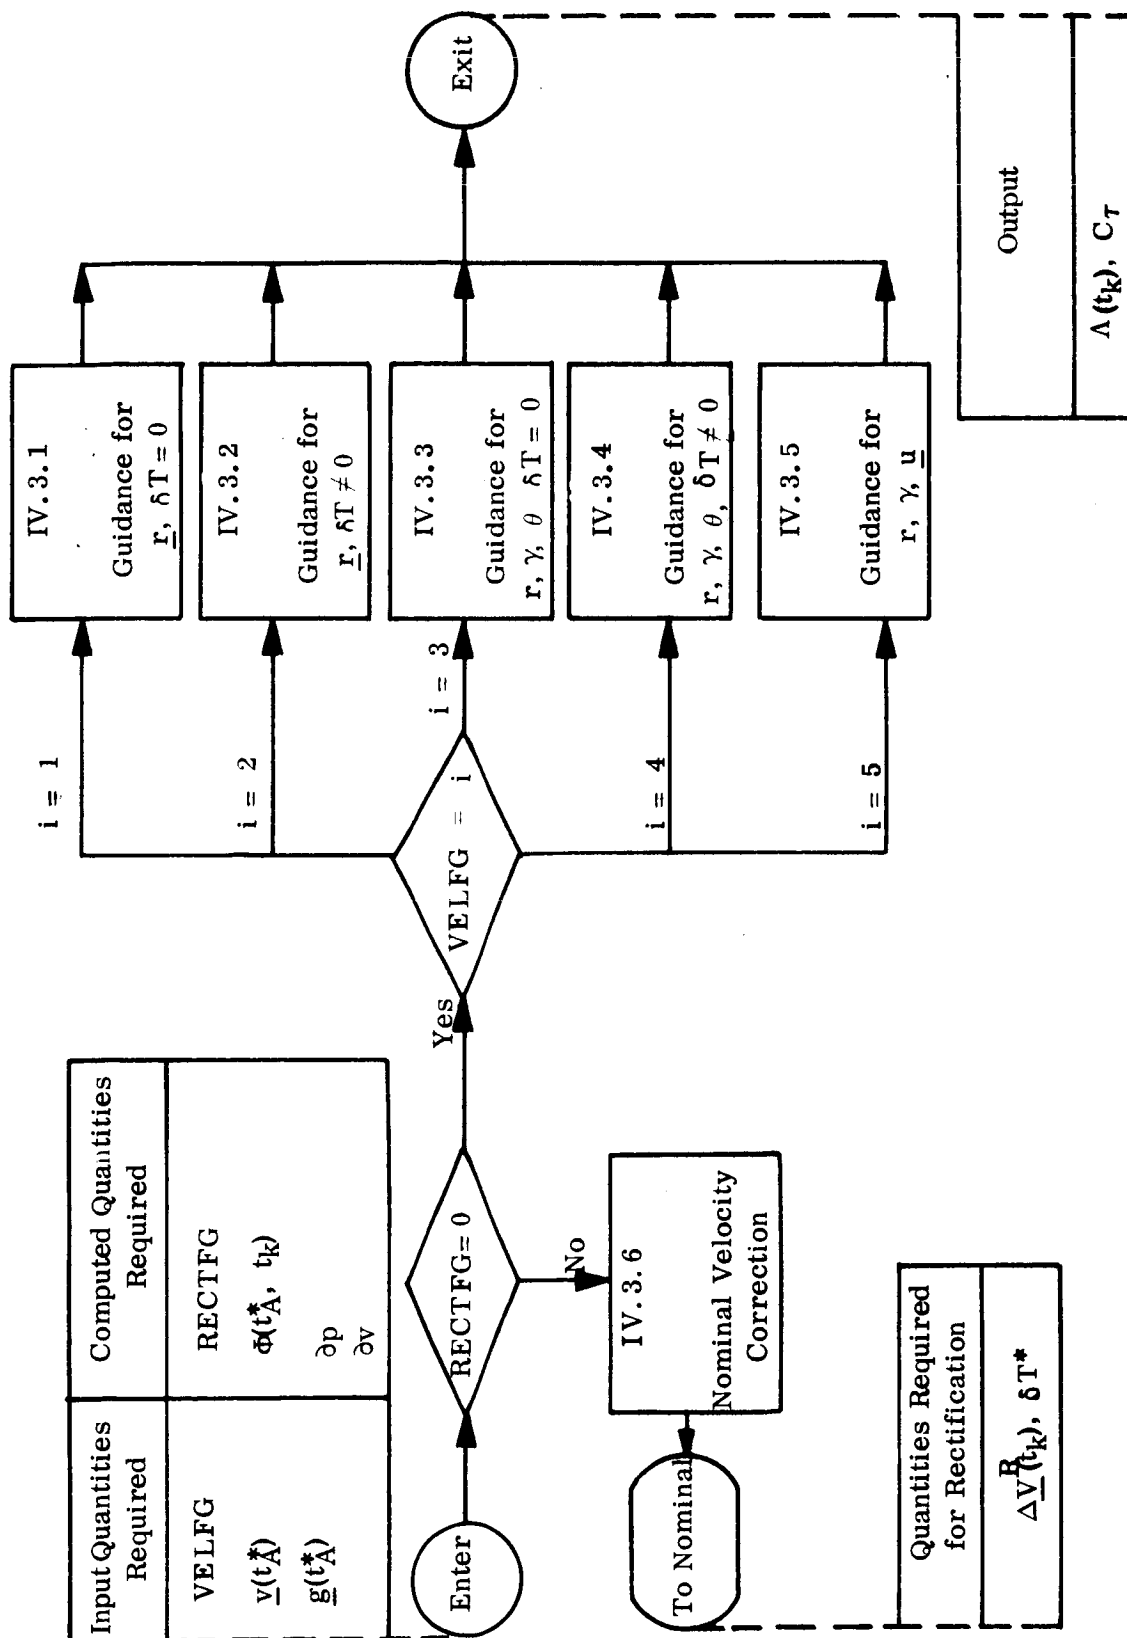 Input Quantities
Required
Computed Quantities
Required
VELFG
v(t*A)
g(t*A)
RECTFG
Φ(t*A, tk)
∂p
∂v
Enter
RECTFG = 0
Yes
No
IV.3.6
Nominal Velocity
Correction
To Nominal
Quantities Required
for Rectification
ΔV^R(tk), δT*
VELFG = i
i = 1
i = 2
i = 3
i = 4
i = 5
IV.3.1
Guidance for
r, δT = 0
IV.3.2
Guidance for
r, δT ≠ 0
IV.3.3
Guidance for
r, γ, θ δT = 0
IV.3.4
Guidance for
r, γ, θ, δT ≠ 0
IV.3.5
Guidance for
r, γ, u
Exit
Output
Λ(tk), Cτ